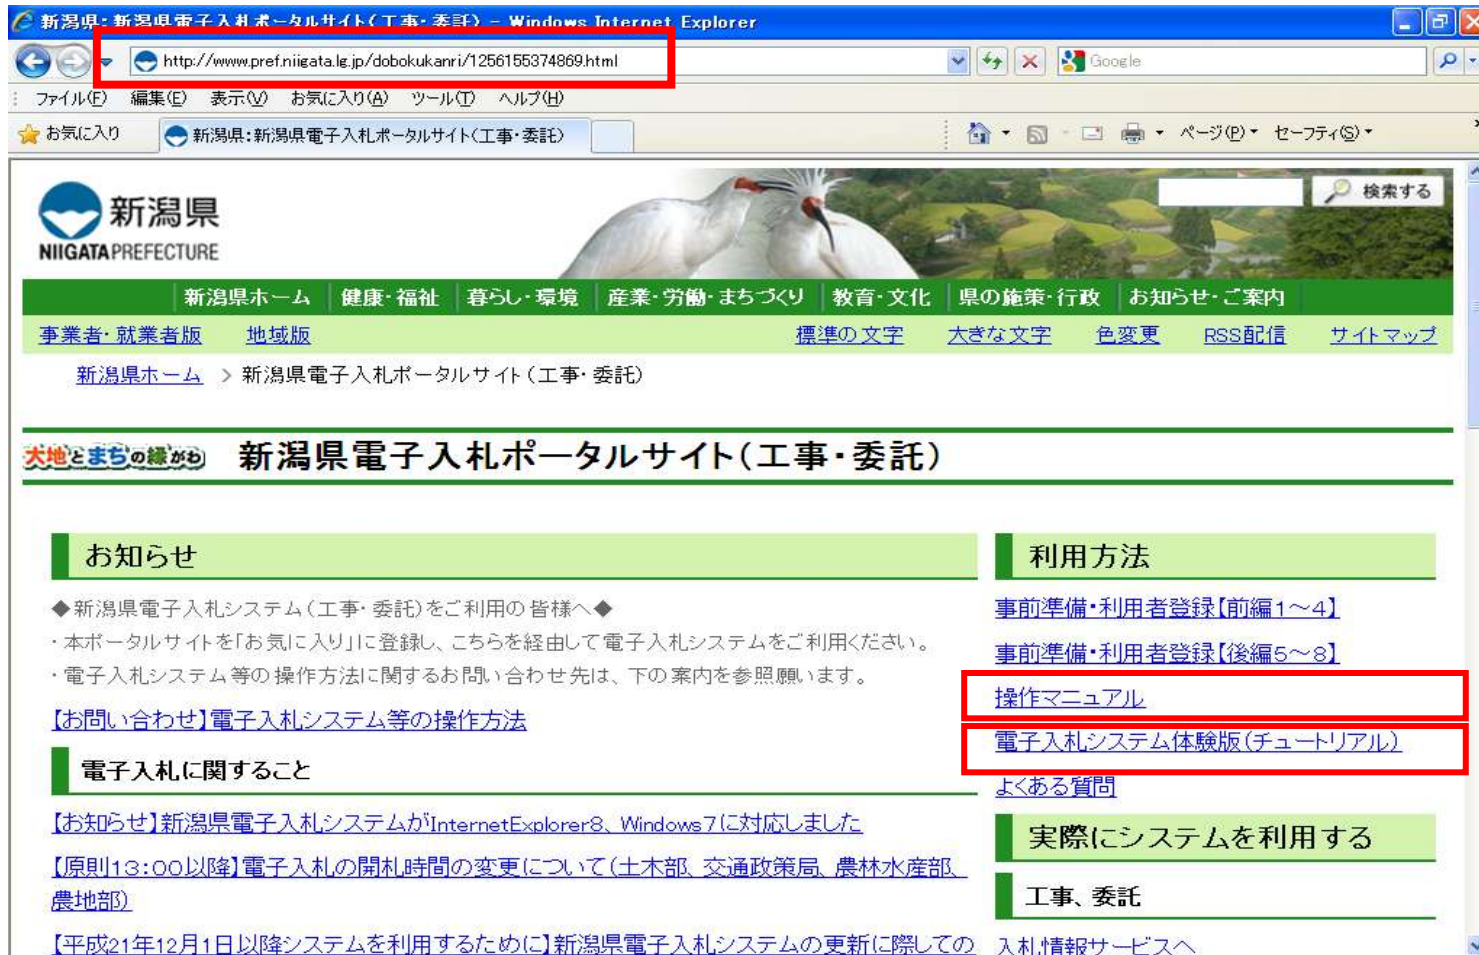 新潟県:新潟県電子入札ポータルサイト(工事・委託) - Windows Internet Explorer
http://www.pref.niigata.lg.jp/dobokukanri/1256155374869.html
Google
ファイル(F) 編集(E) 表示(V) お気に入り(A) ツール(T) ヘルプ(H)
お気に入り 新潟県:新潟県電子入札ポータルサイト(工事・委託) ページ(P) セーフティ(S)
新潟県
NIIGATA PREFECTURE
検索する
新潟県ホーム 健康・福祉 暮らし・環境 産業・労働・まちづくり 教育・文化 県の施策・行政 お知らせ・ご案内
事業者・就業者版 地域版 標準の文字 大きな文字 色変更 RSS配信 サイトマップ
新潟県ホーム > 新潟県電子入札ポータルサイト(工事・委託)
大地とまちの縁がわ 新潟県電子入札ポータルサイト(工事・委託)
お知らせ
◆新潟県電子入札システム(工事・委託)をご利用の皆様へ◆
・本ポータルサイトを「お気に入り」に登録し、こちらを経由して電子入札システムをご利用ください。
・電子入札システム等の操作方法に関するお問い合わせ先は、下の案内を参照願います。
【お問い合わせ】電子入札システム等の操作方法
電子入札に関すること
【お知らせ】新潟県電子入札システムがInternetExplorer8、Windows7に対応しました
【原則13:00以降】電子入札の開札時間の変更について(土木部、交通政策局、農林水産部、
農地部)
【平成21年12月1日以降システムを利用するために】新潟県電子入札システムの更新に際しての
利用方法
事前準備・利用者登録【前編1~4】
事前準備・利用者登録【後編5~8】
操作マニュアル
電子入札システム体験版(チュートリアル)
よくある質問
実際にシステムを利用する
工事、委託
入札情報サービスへ